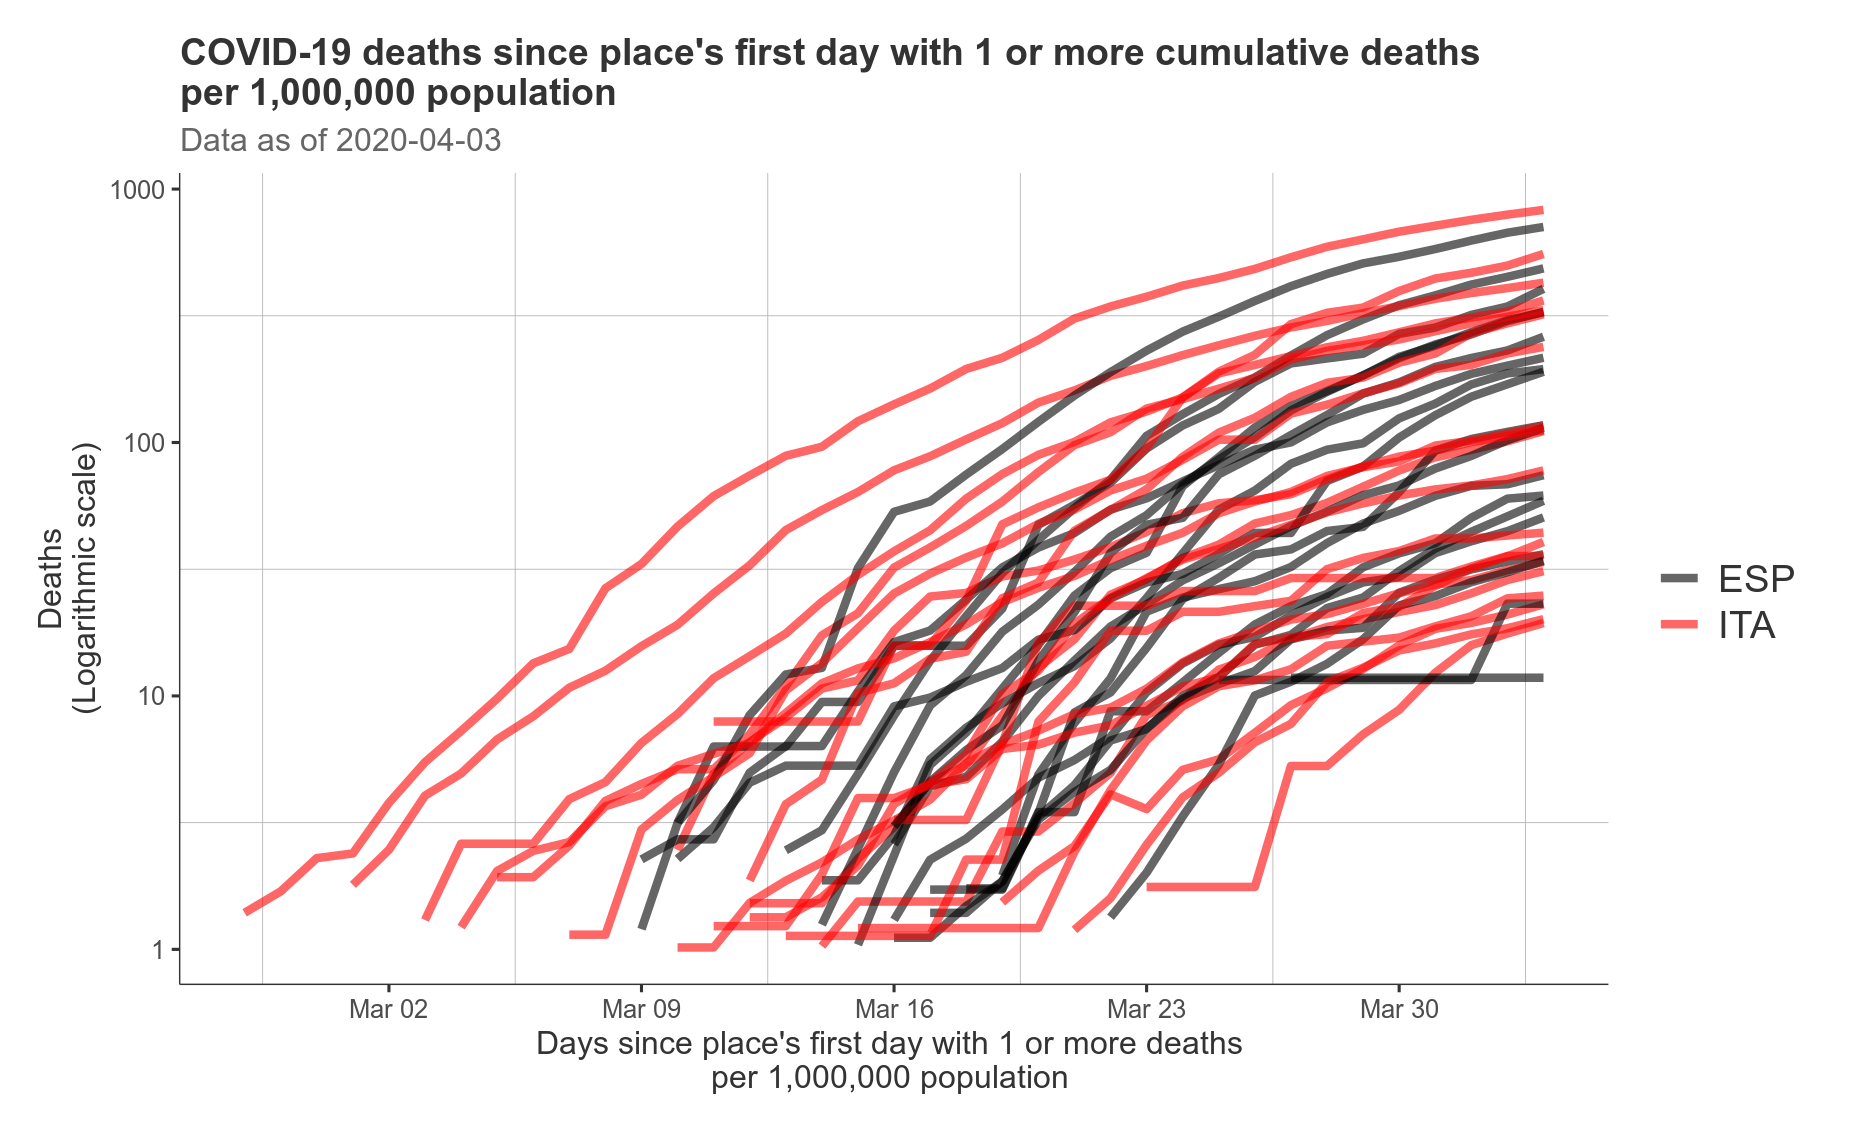 COVID-19 deaths since place's first day with 1 or more cumulative deaths
per 1,000,000 population
Data as of 2020-04-03
1000
100
10
1
Deaths
(Logarithmic scale)
Mar 02
Mar 09
Mar 16
Mar 23
Mar 30
Days since place's first day with 1 or more deaths
per 1,000,000 population
ESP
ITA